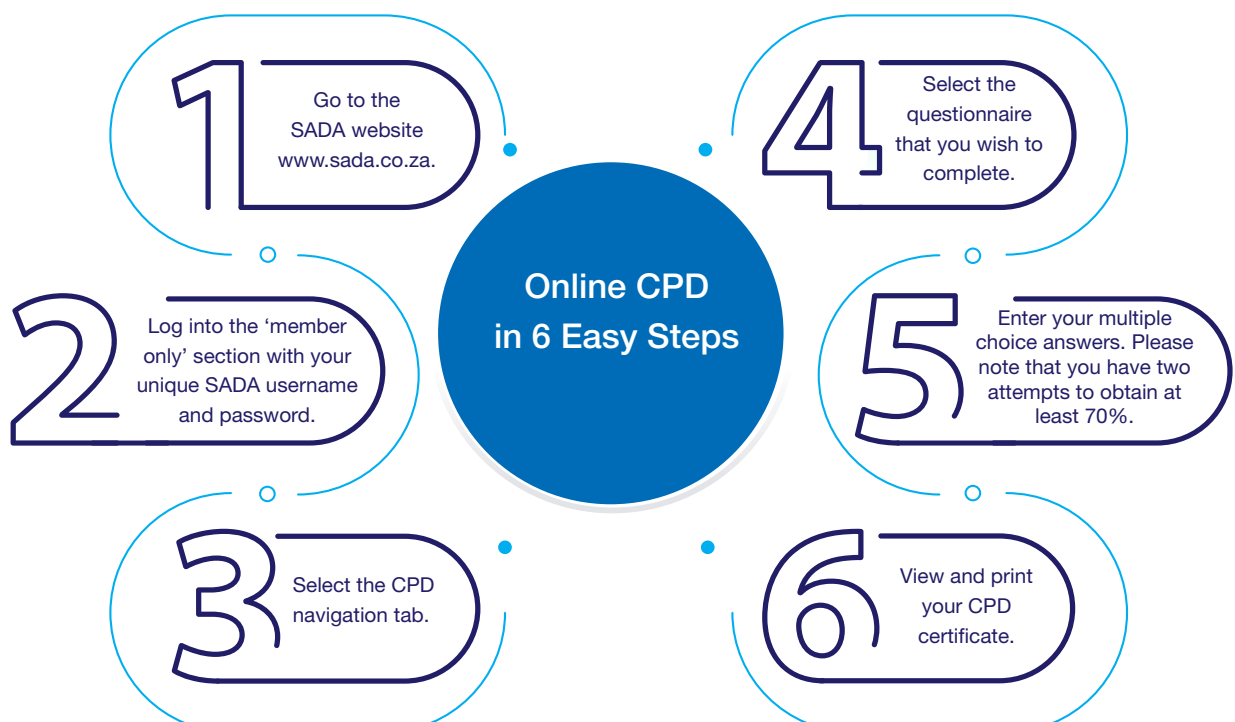 Online CPD
in 6 Easy Steps
1
Go to the
SADA website
www.sada.co.za.
2
Log into the ‘member
only’ section with your
unique SADA username
and password.
3
Select the CPD
navigation tab.
4
Select the
questionnaire
that you wish to
complete.
5
Enter your multiple
choice answers. Please
note that you have two
attempts to obtain at
least 70%.
6
View and print
your CPD
certificate.